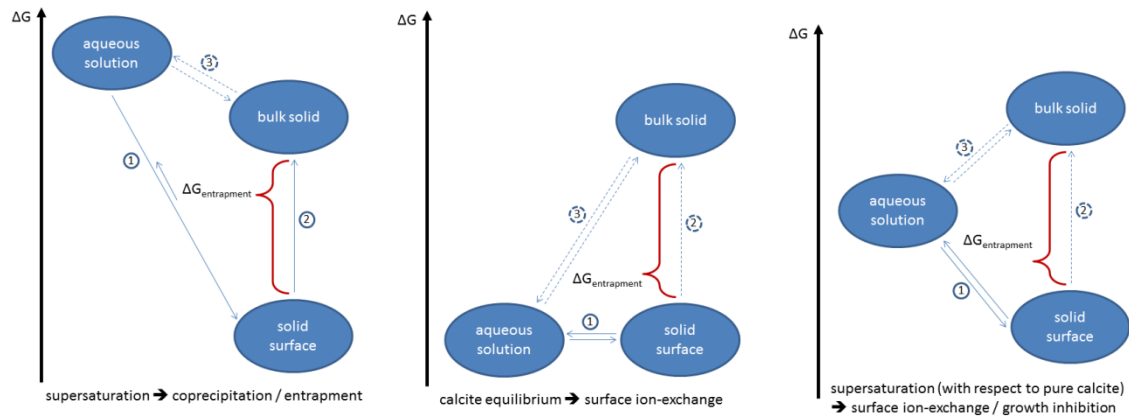 ΔG
aqueous
solution
3
bulk solid
1
ΔGentrapment
2
solid
surface
supersaturation ➔ coprecipitation / entrapment
ΔG
bulk solid
3
2
ΔGentrapment
1
aqueous
solution
solid
surface
calcite equilibrium ➔ surface ion-exchange
ΔG
bulk solid
3
aqueous
solution
2
ΔGentrapment
1
solid
surface
supersaturation (with respect to pure calcite)
➔ surface ion-exchange / growth inhibition